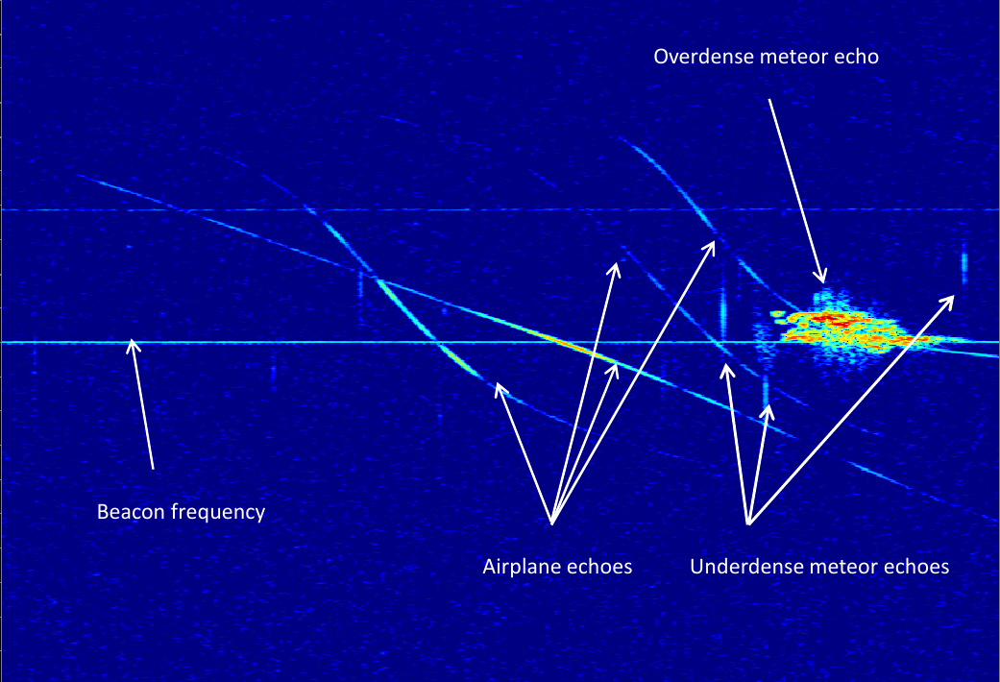 Overdense meteor echo
Beacon frequency
Airplane echoes
Underdense meteor echoes